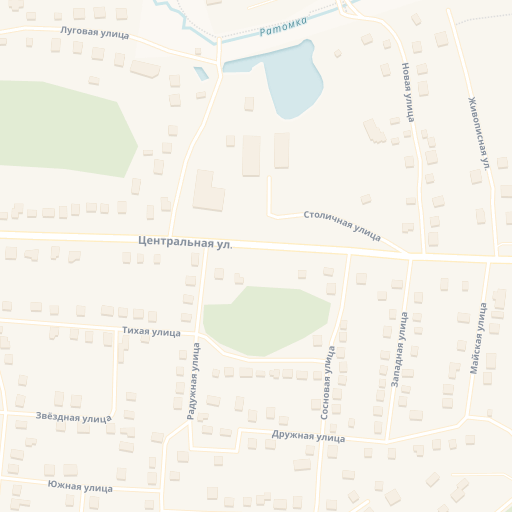 Ратомка
Луговая улица
Новая улица
Живописная ул.
Столичная улица
Центральная ул.
Тихая улица
Радужная улица
Сосновая улица
Западная улица
Майская улица
Звёздная улица
Дружная улица
Южная улица